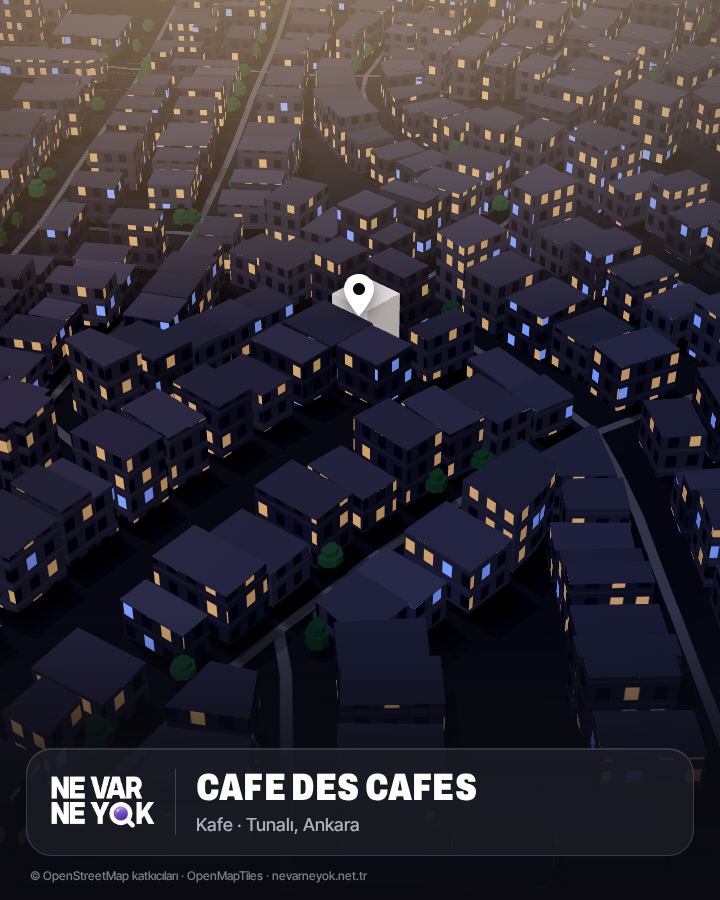 NE VAR
NE YOK
CAFE DES CAFES
Kafe · Tunalı, Ankara
© OpenStreetMap katkıcıları · OpenMapTiles · nevarneyok.net.tr